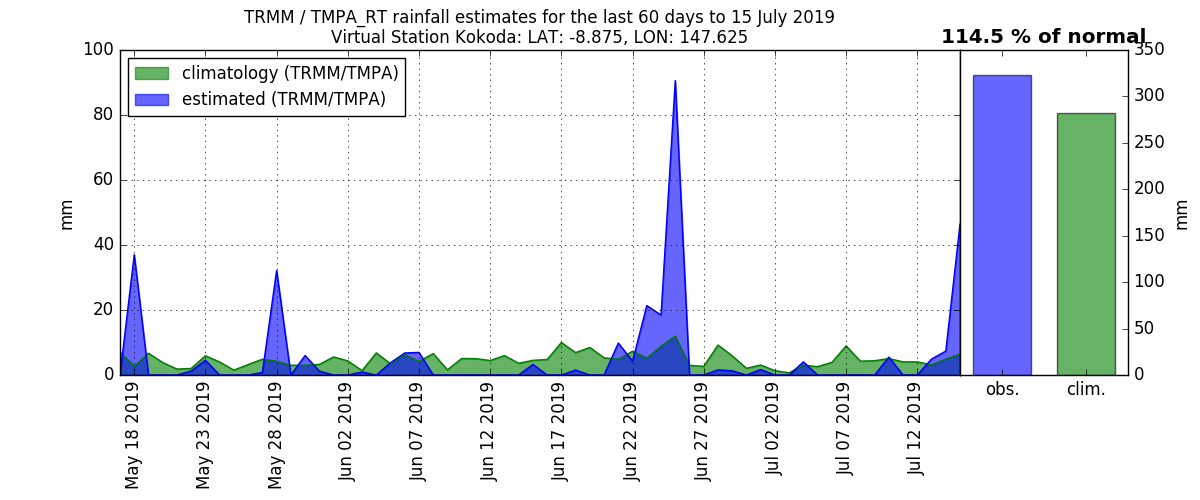 TRMM / TMPA_RT rainfall estimates for the last 60 days to 15 July 2019
Virtual Station Kokoda: LAT: -8.875, LON: 147.625
114.5 % of normal
climatology (TRMM/TMPA)
estimated (TRMM/TMPA)
mm
100
80
60
40
20
0
May 18 2019
May 23 2019
May 28 2019
Jun 02 2019
Jun 07 2019
Jun 12 2019
Jun 17 2019
Jun 22 2019
Jun 27 2019
Jul 02 2019
Jul 07 2019
Jul 12 2019
350
300
250
200
150
100
50
0
mm
obs.
clim.